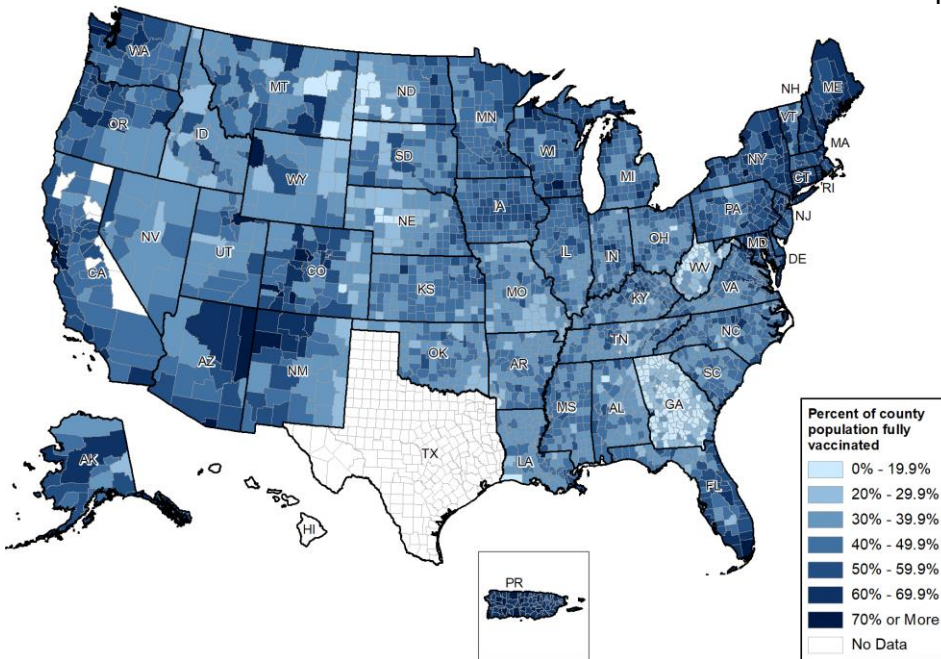 WA
MT
ND
MN
NH
ME
VT
OR
ID
SD
WI
NY
MA
WY
MI
CT
RI
IA
PA
NJ
NE
NV
UT
IL
IN
OH
MD
DE
CA
CO
WV
VA
KS
MO
KY
NC
TN
AZ
NM
OK
AR
SC
MS
AL
GA
TX
LA
AK
FL
HI
PR
Percent of county
population fully
vaccinated
0% - 19.9%
20% - 29.9%
30% - 39.9%
40% - 49.9%
50% - 59.9%
60% - 69.9%
70% or More
No Data